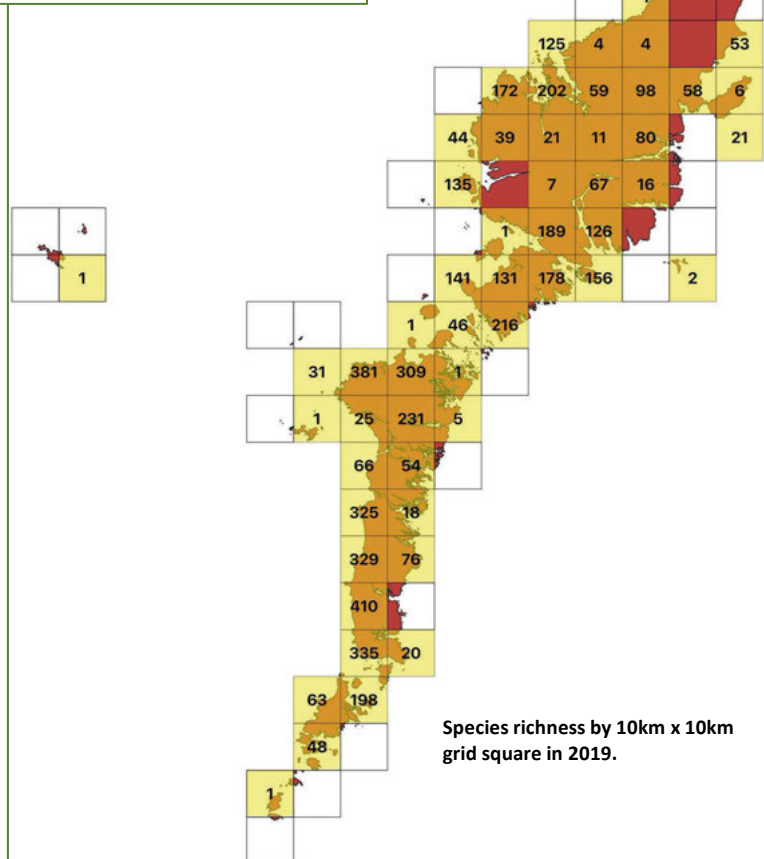 125 4 4 53
172 202 59 98 58 6
44 39 21 11 80 21
135 7 67 16
1 189 126
1 141 131 178 156 2
1 46 216
31 381 309 1
1 25 231 5
66 54
325 18
329 76
410
335 20
63 198
48
1
Species richness by 10km x 10km
grid square in 2019.